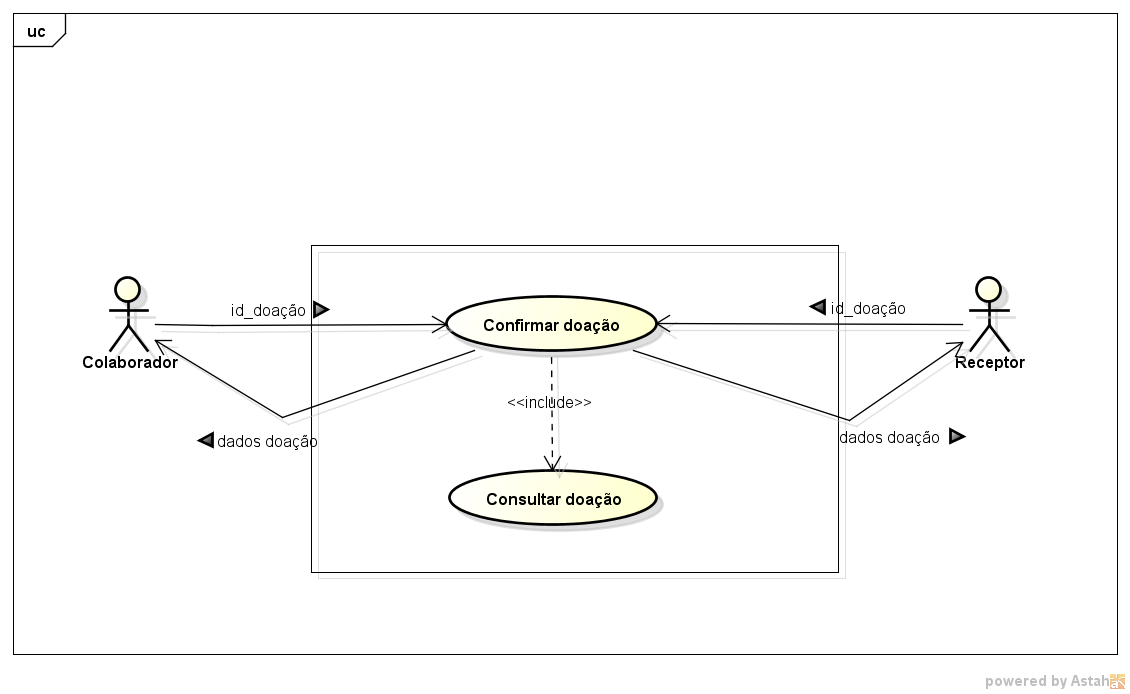 uc
id_doação
id_doação
Confirmar doação
Colaborador
Receptor
<<include>>
dados doação
dados doação
Consultar doação
powered by Astah